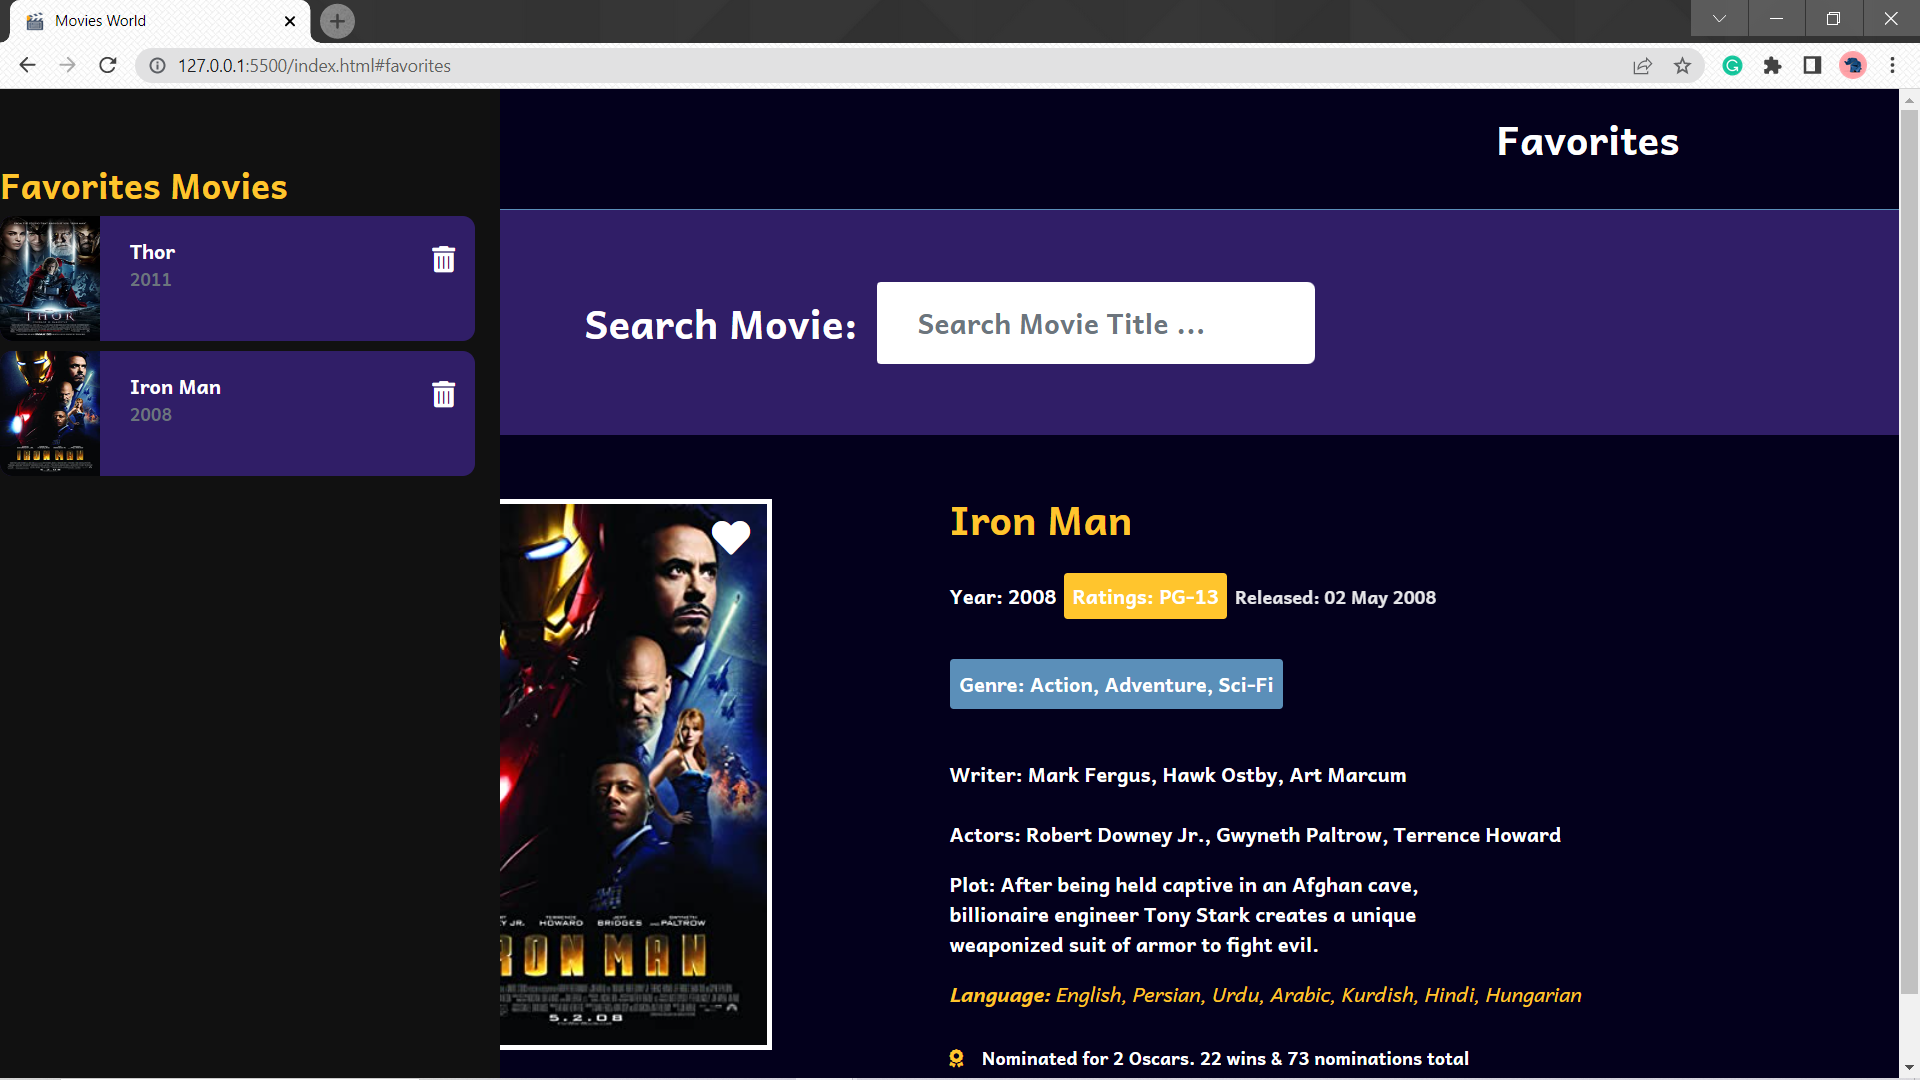 Movies World
127.0.0.1:5500/index.html#favorites
Favorites
Favorites Movies
THOR
Thor
2011
IRON MAN
Iron Man
2008
Search Movie:
Search Movie Title ...
Y JR.
TERRENCE HOWARD
JEFF BRIDGES
AND GWYNETH PALTROW
RON MAN
5.2.08
Iron Man
Year: 2008 Ratings: PG-13 Released: 02 May 2008
Genre: Action, Adventure, Sci-Fi
Writer: Mark Fergus, Hawk Ostby, Art Marcum
Actors: Robert Downey Jr., Gwyneth Paltrow, Terrence Howard
Plot: After being held captive in an Afghan cave,
billionaire engineer Tony Stark creates a unique
weaponized suit of armor to fight evil.
Language: English, Persian, Urdu, Arabic, Kurdish, Hindi, Hungarian
Nominated for 2 Oscars. 22 wins & 73 nominations total